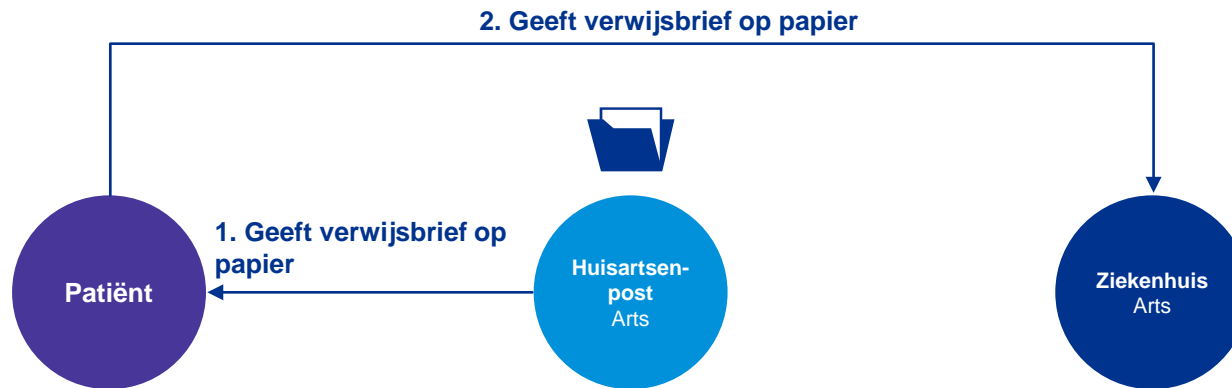 2. Geeft verwijsbrief op papier
1. Geeft verwijsbrief op
papier
Patiënt
Huisartsen-
post
Arts
Ziekenhuis
Arts